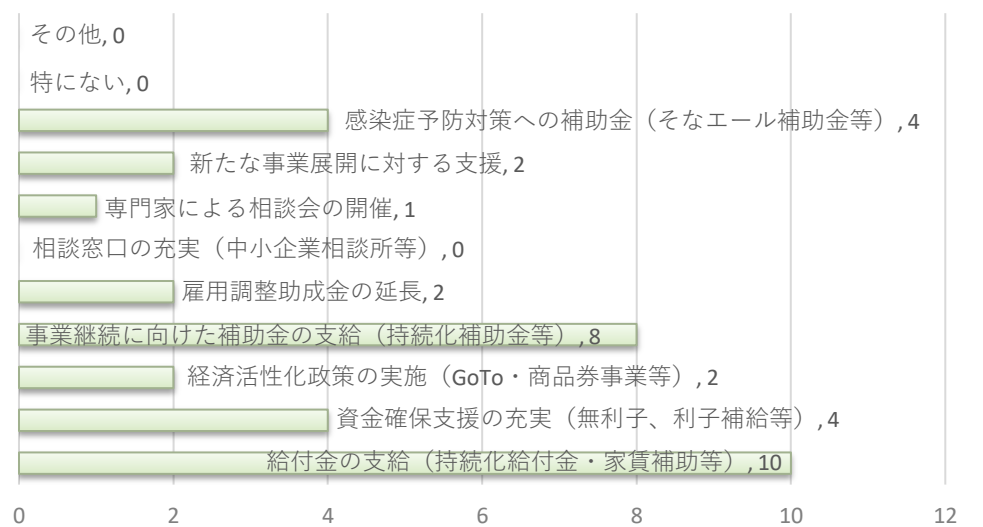 その他, 0
特にない, 0
感染症予防対策への補助金（そなエール補助金等）, 4
新たな事業展開に対する支援, 2
専門家による相談会の開催, 1
相談窓口の充実（中小企業相談所等）, 0
雇用調整助成金の延長, 2
事業継続に向けた補助金の支給（持続化補助金等）, 8
経済活性化政策の実施（GoTo・商品券事業等）, 2
資金確保支援の充実（無利子、利子補給等）, 4
給付金の支給（持続化給付金・家賃補助等）, 10
0 2 4 6 8 10 12